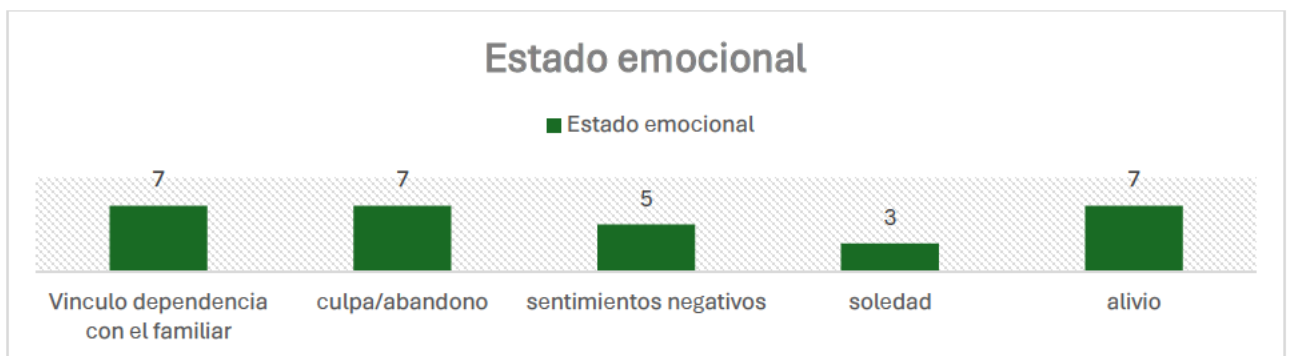 Estado emocional
Estado emocional
7
7
5
3
7
Vinculo dependencia
con el familiar
culpa/abandono
sentimientos negativos
soledad
alivio